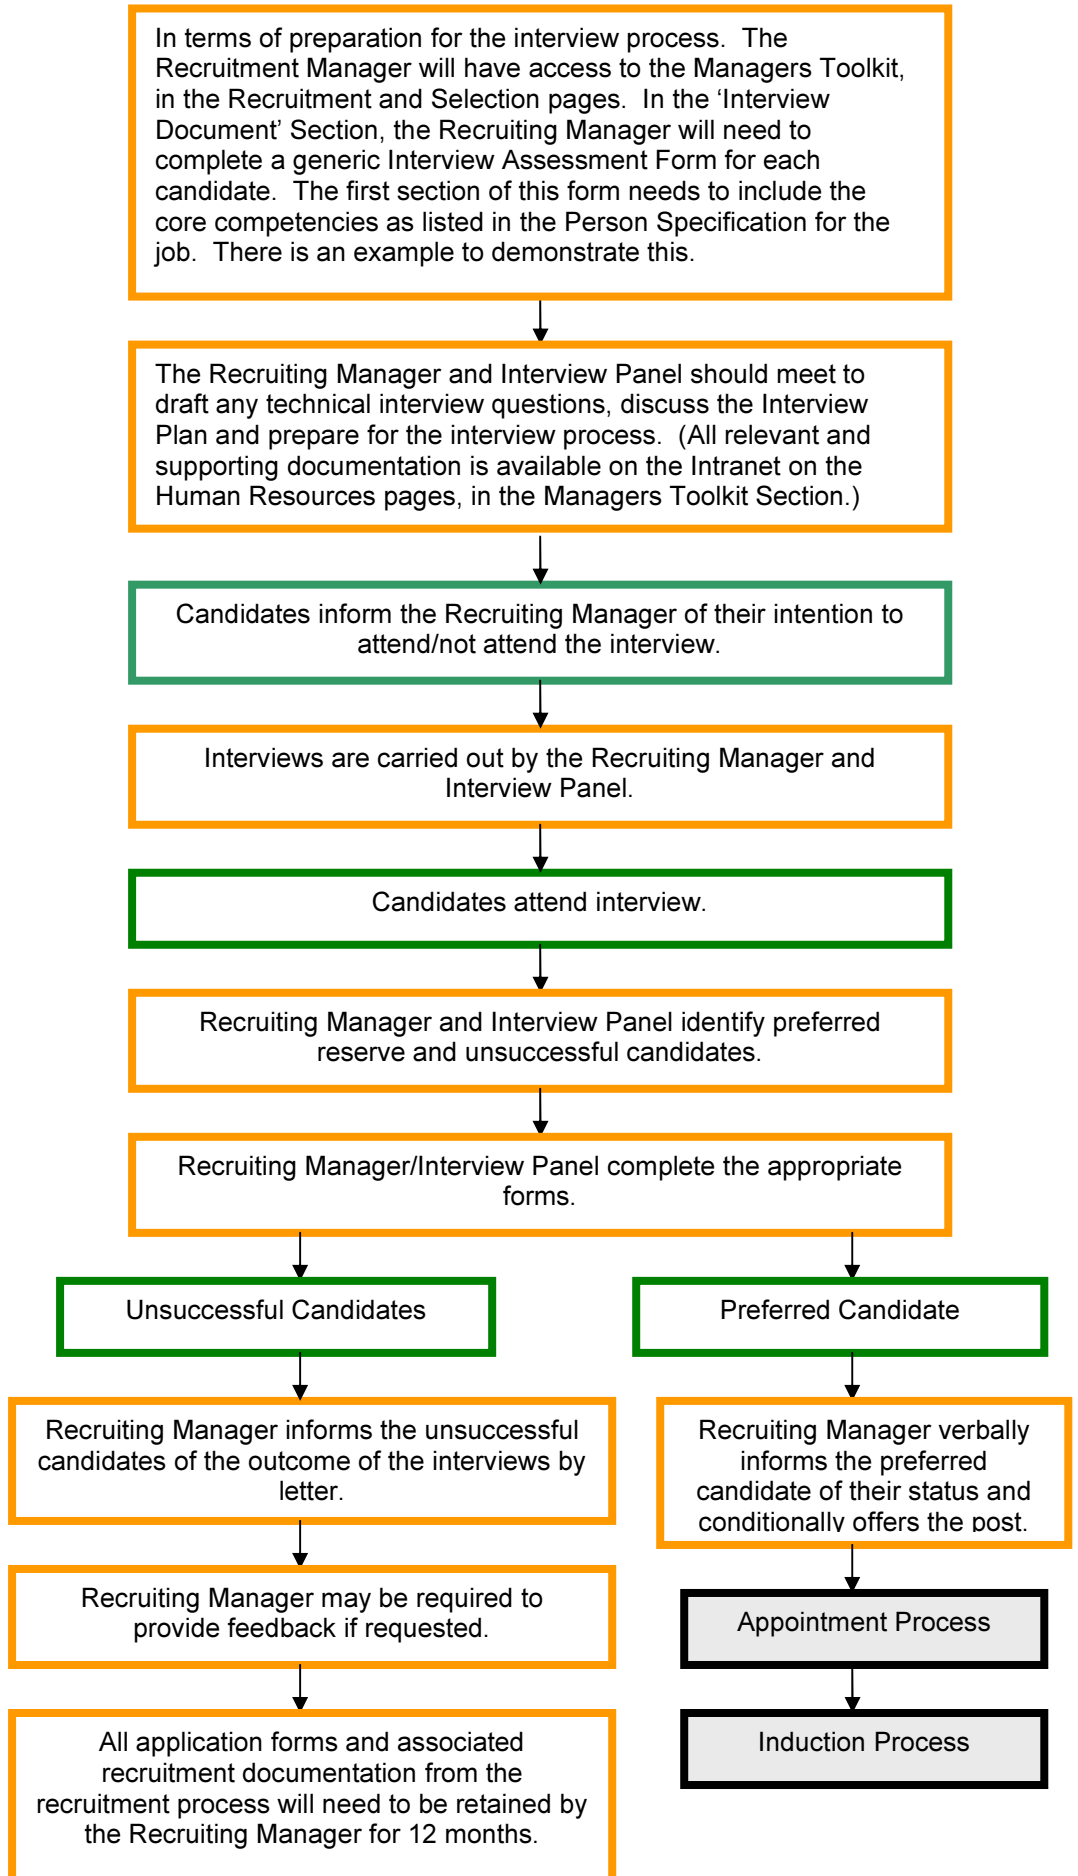 In terms of preparation for the interview process.  The
Recruitment Manager will have access to the Managers Toolkit,
in the Recruitment and Selection pages.  In the ‘Interview
Document’ Section, the Recruiting Manager will need to
complete a generic Interview Assessment Form for each
candidate.  The first section of this form needs to include the
core competencies as listed in the Person Specification for the
job.  There is an example to demonstrate this.
The Recruiting Manager and Interview Panel should meet to
draft any technical interview questions, discuss the Interview
Plan and prepare for the interview process.  (All relevant and
supporting documentation is available on the Intranet on the
Human Resources pages, in the Managers Toolkit Section.)
Candidates inform the Recruiting Manager of their intention to
attend/not attend the interview.
Interviews are carried out by the Recruiting Manager and
Interview Panel.
Candidates attend interview.
Recruiting Manager and Interview Panel identify preferred
reserve and unsuccessful candidates.
Recruiting Manager/Interview Panel complete the appropriate
forms.
Unsuccessful Candidates
Recruiting Manager informs the unsuccessful
candidates of the outcome of the interviews by
letter.
Recruiting Manager may be required to
provide feedback if requested.
All application forms and associated
recruitment documentation from the
recruitment process will need to be retained by
the Recruiting Manager for 12 months.
Preferred Candidate
Recruiting Manager verbally
informs the preferred
candidate of their status and
conditionally offers the post.
Appointment Process
Induction Process